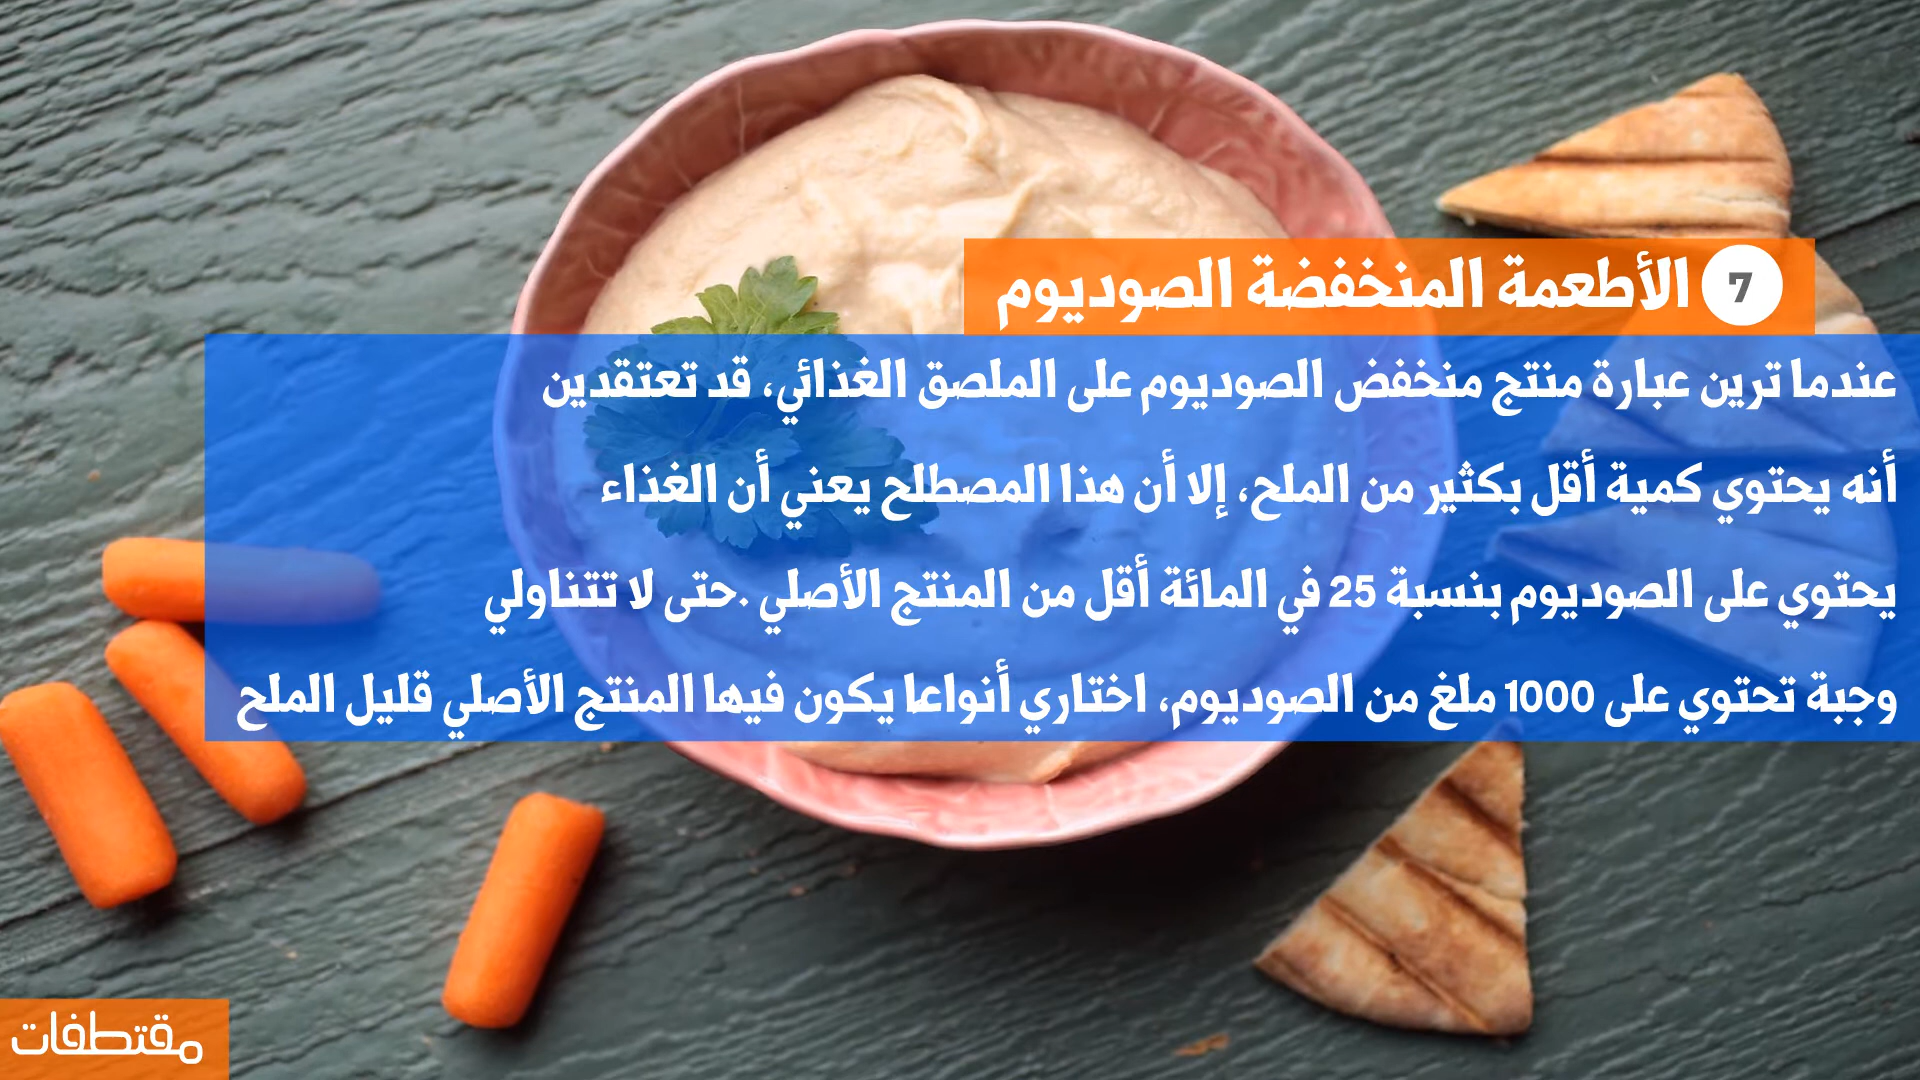 7 الأطعمة المنخفضة الصوديوم
عندما ترين عبارة منتج منخفض الصوديوم على الملصق الغذائي، قد تعتقدين
أنه يحتوي كمية أقل بكثير من الملح، إلا أن هذا المصطلح يعني أن الغذاء
يحتوي على الصوديوم بنسبة 25 في المائة أقل من المنتج الأصلي .حتى لا تتناولي
وجبة تحتوي على 1000 ملغ من الصوديوم، اختاري أنواعا يكون فيها المنتج الأصلي قليل الملح
مقتطفات